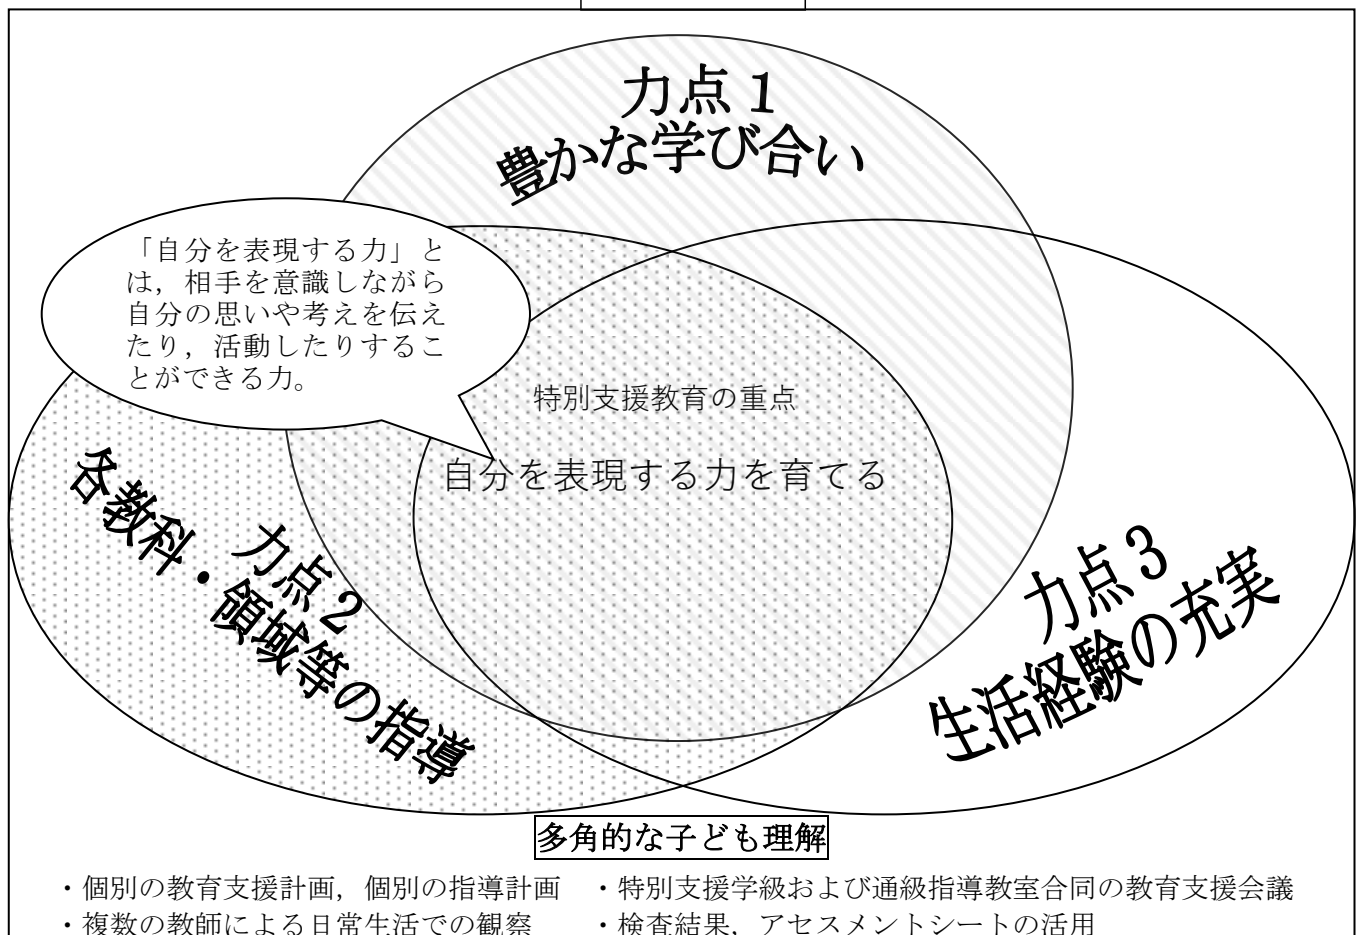 力点１
豊かな学び合い
「自分を表現する力」と
は，相手を意識しながら
自分の思いや考えを伝え
たり，活動したりするこ
とができる力。
特別支援教育の重点
自分を表現する力を育てる
力点２
各教科・領域等の指導
力点３
生活経験の充実
多角的な子ども理解
・個別の教育支援計画，個別の指導計画
・特別支援学級および通級指導教室合同の教育支援会議
・複数の教師による日常生活での観察
・検査結果，アセスメントシートの活用